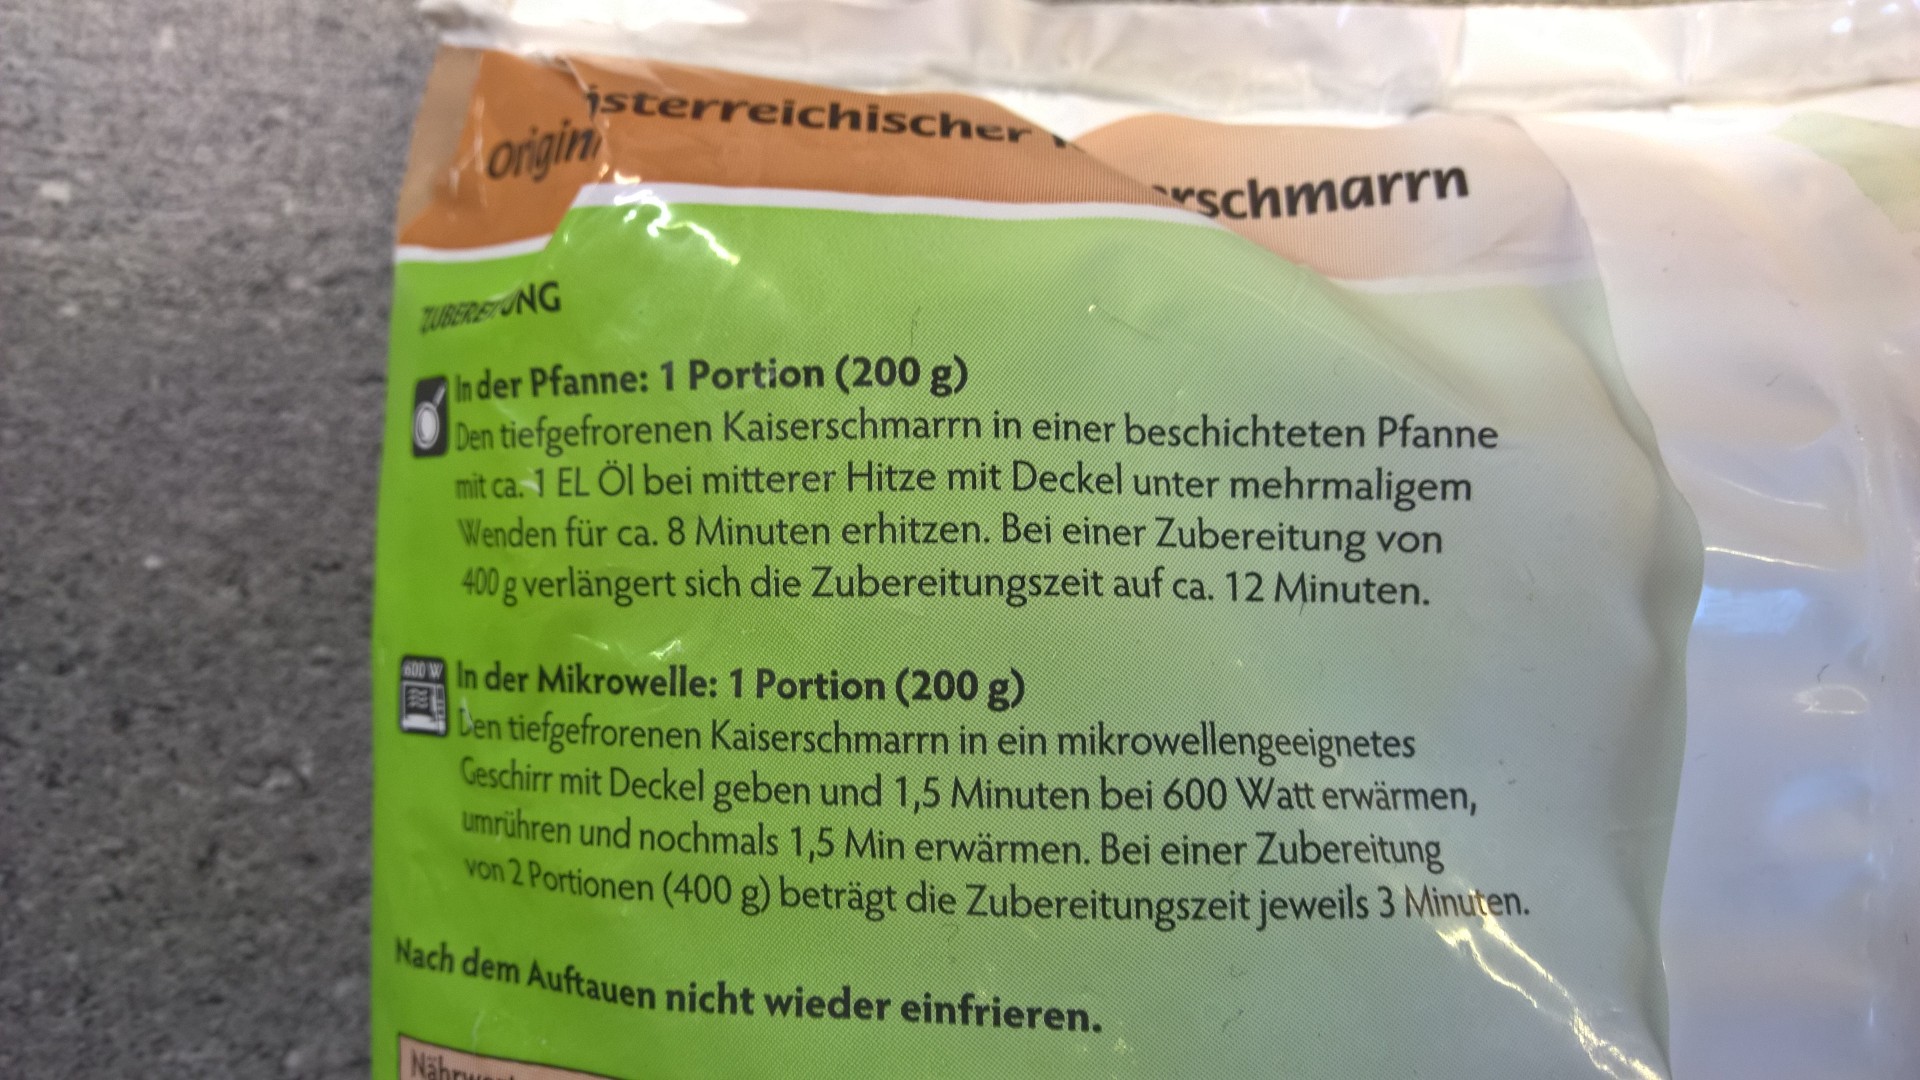 österreichischer
erschmarrn
ZUBEREITUNG
In der Pfanne: 1 Portion (200 g)
Den tiefgefrorenen Kaiserschmarrn in einer beschichteten Pfanne
mit ca. 1 EL Öl bei mitterer Hitze mit Deckel unter mehrmaligem
Wenden für ca. 8 Minuten erhitzen. Bei einer Zubereitung von
400 g verlängert sich die Zubereitungszeit auf ca. 12 Minuten.
600 W
In der Mikrowelle: 1 Portion (200 g)
Den tiefgefrorenen Kaiserschmarrn in ein mikrowellengeeignetes
Geschirr mit Deckel geben und 1,5 Minuten bei 600 Watt erwärmen,
umrühren und nochmals 1,5 Min erwärmen. Bei einer Zubereitung
von 2 Portionen (400 g) beträgt die Zubereitungszeit jeweils 3 Minuten.
Nach dem Auftauen nicht wieder einfrieren.